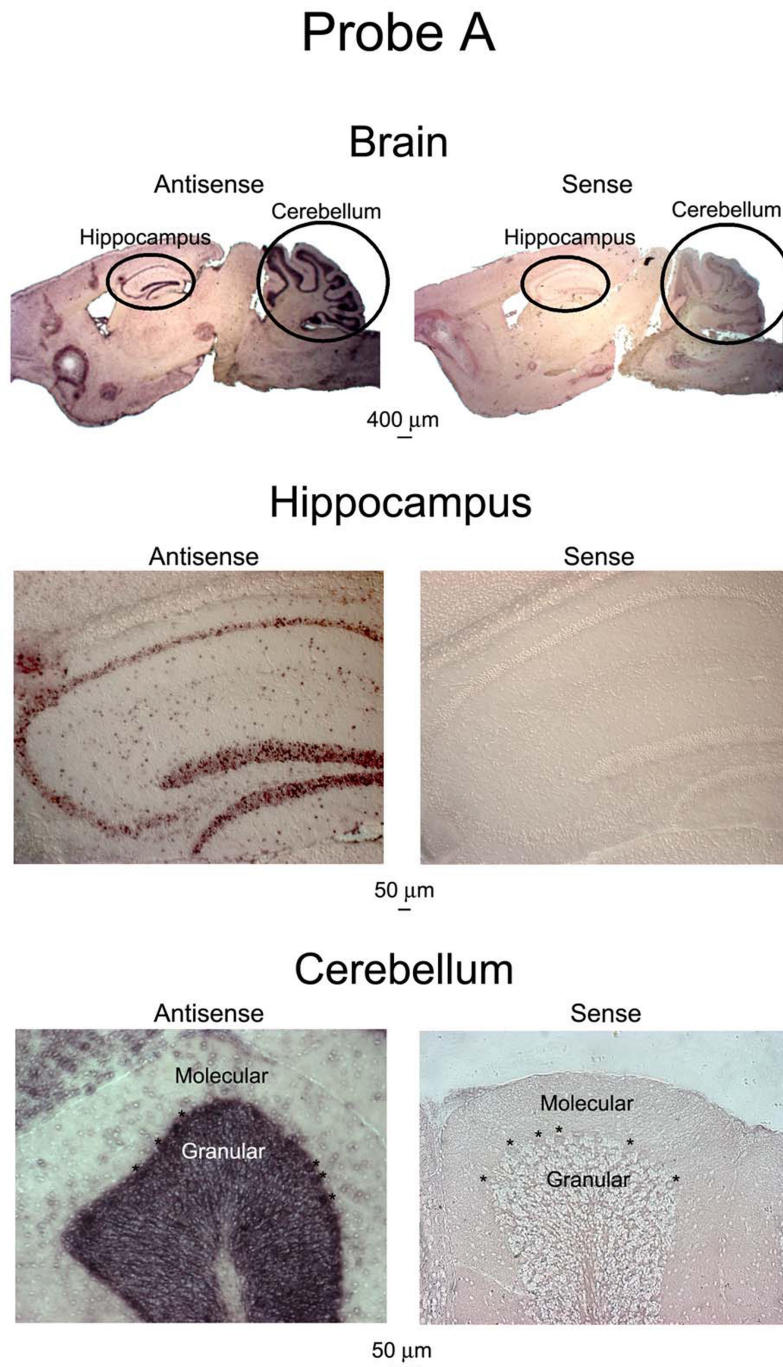 Probe A
Brain
Antisense
Sense
Hippocampus
Cerebellum
Hippocampus
Cerebellum
400 μm
Hippocampus
Antisense
Sense
50 μm
Cerebellum
Antisense
Sense
Molecular
Granular
* * * * * *
Molecular
Granular
* * * * * *
50 μm